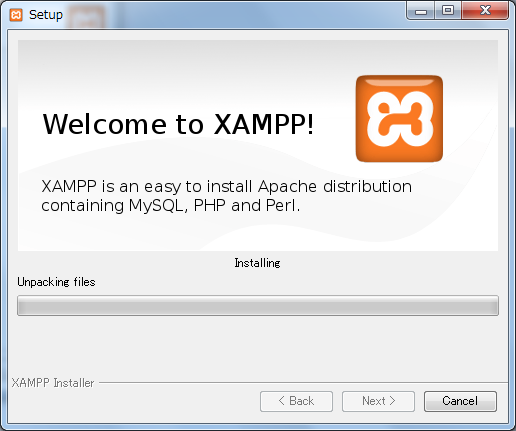 Setup
Welcome to XAMPP!
XAMPP is an easy to install Apache distribution
containing MySQL, PHP and Perl.
Installing
Unpacking files
XAMPP Installer
< Back
Next >
Cancel